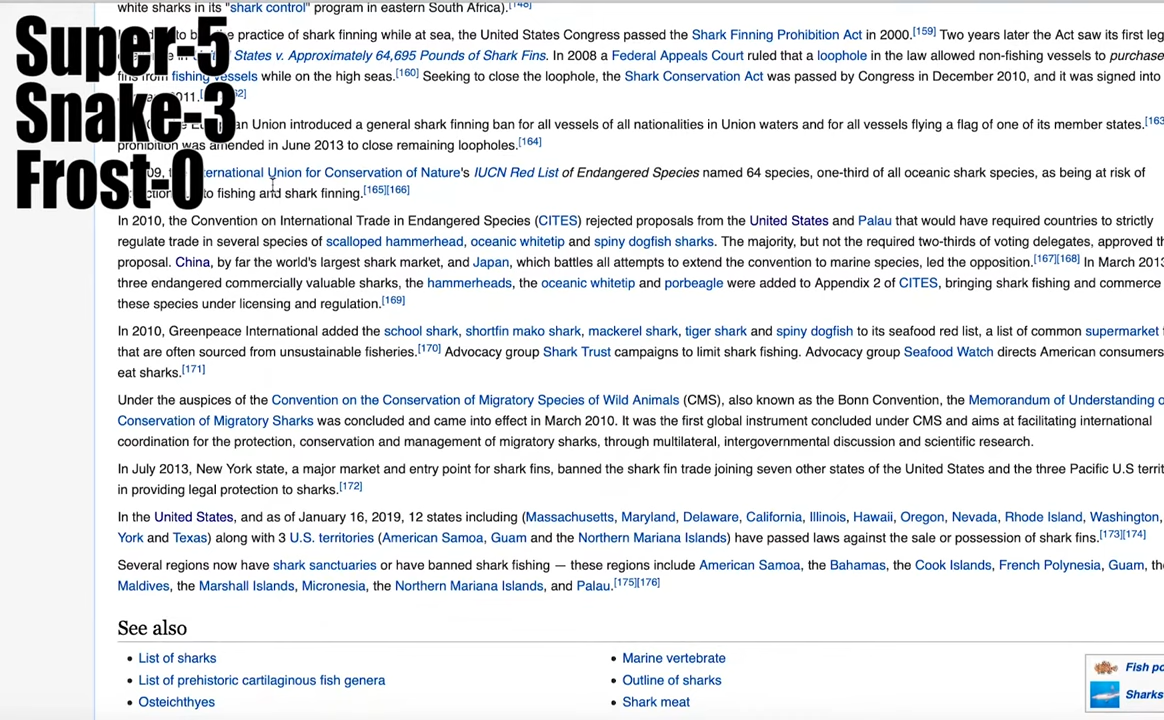 white sharks in its "shark control" program in eastern South Africa).[148]
Super-5
Snake-3
Frost-0
practice of shark finning while at sea, the United States Congress passed the Shark Finning Prohibition Act in 2000.[159] Two years later the Act saw its first leg
States v. Approximately 64,695 Pounds of Shark Fins. In 2008 a Federal Appeals Court ruled that a loophole in the law allowed non-fishing vessels to purchase
fins from fishing vessels while on the high seas.[160] Seeking to close the loophole, the Shark Conservation Act was passed by Congress in December 2010, and it was signed into
2011.
Union introduced a general shark finning ban for all vessels of all nationalities in Union waters and for all vessels flying a flag of one of its member states.[163
prohibition was amended in June 2013 to close remaining loopholes.[164]
International Union for Conservation of Nature's IUCN Red List of Endangered Species named 64 species, one-third of all oceanic shark species, as being at risk of
to fishing and shark finning.[165][166]
In 2010, the Convention on International Trade in Endangered Species (CITES) rejected proposals from the United States and Palau that would have required countries to strictly
regulate trade in several species of scalloped hammerhead, oceanic whitetip and spiny dogfish sharks. The majority, but not the required two-thirds of voting delegates, approved th
proposal. China, by far the world's largest shark market, and Japan, which battles all attempts to extend the convention to marine species, led the opposition.[167][168] In March 2013
three endangered commercially valuable sharks, the hammerheads, the oceanic whitetip and porbeagle were added to Appendix 2 of CITES, bringing shark fishing and commerce
these species under licensing and regulation.[169]
In 2010, Greenpeace International added the school shark, shortfin mako shark, mackerel shark, tiger shark and spiny dogfish to its seafood red list, a list of common supermarket f
that are often sourced from unsustainable fisheries.[170] Advocacy group Shark Trust campaigns to limit shark fishing. Advocacy group Seafood Watch directs American consumers
eat sharks.[171]
Under the auspices of the Convention on the Conservation of Migratory Species of Wild Animals (CMS), also known as the Bonn Convention, the Memorandum of Understanding o
Conservation of Migratory Sharks was concluded and came into effect in March 2010. It was the first global instrument concluded under CMS and aims at facilitating international
coordination for the protection, conservation and management of migratory sharks, through multilateral, intergovernmental discussion and scientific research.
In July 2013, New York state, a major market and entry point for shark fins, banned the shark fin trade joining seven other states of the United States and the three Pacific U.S territ
in providing legal protection to sharks.[172]
In the United States, and as of January 16, 2019, 12 states including (Massachusetts, Maryland, Delaware, California, Illinois, Hawaii, Oregon, Nevada, Rhode Island, Washington,
York and Texas) along with 3 U.S. territories (American Samoa, Guam and the Northern Mariana Islands) have passed laws against the sale or possession of shark fins.[173][174]
Several regions now have shark sanctuaries or have banned shark fishing — these regions include American Samoa, the Bahamas, the Cook Islands, French Polynesia, Guam, the
Maldives, the Marshall Islands, Micronesia, the Northern Mariana Islands, and Palau.[175][176]
See also
• List of sharks
• List of prehistoric cartilaginous fish genera
• Osteichthyes
• Marine vertebrate
• Outline of sharks
• Shark meat
Fish po
Sharks